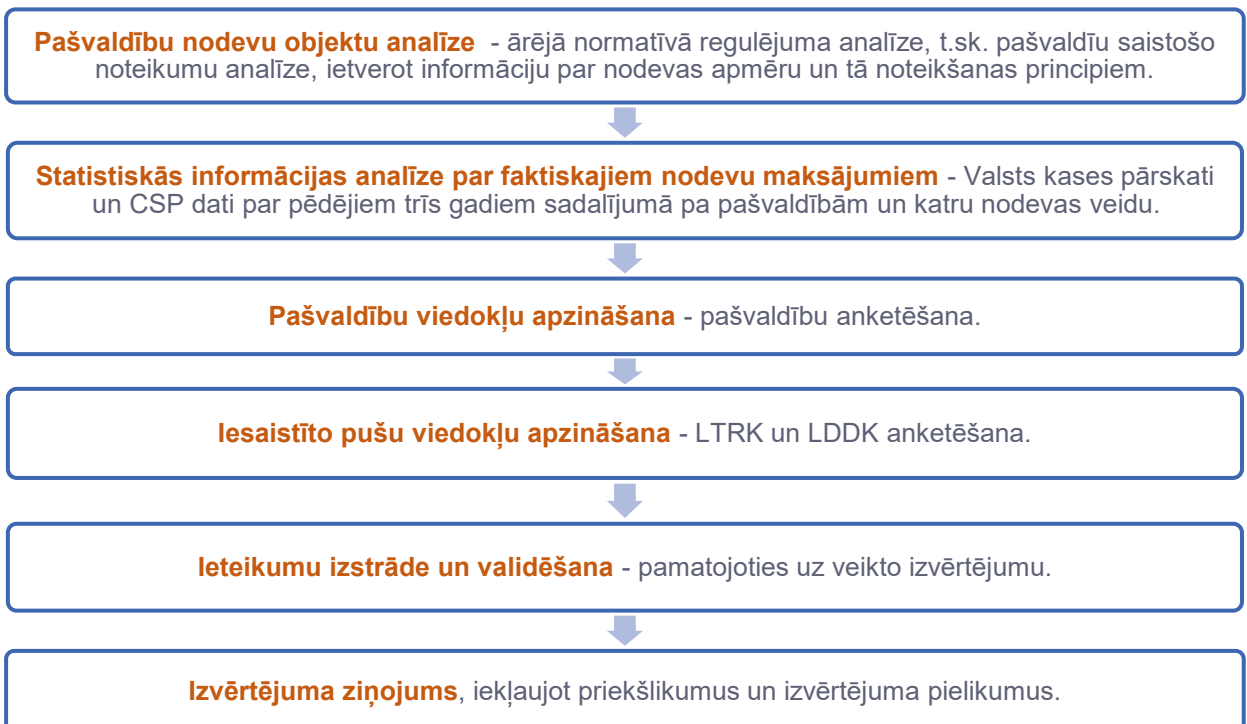 Pašvaldību nodevu objektu analīze - ārējā normatīvā regulējuma analīze, t.sk. pašvaldīu saistošo
noteikumu analīze, ietverot informāciju par nodevas apmēru un tā noteikšanas principiem.
Statistiskās informācijas analīze par faktiskajiem nodevu maksājumiem - Valsts kases pārskati
un CSP dati par pēdējiem trīs gadiem sadalījumā pa pašvaldībām un katru nodevas veidu.
Pašvaldību viedokļu apzināšana - pašvaldību anketēšana.
Iesaistīto pušu viedokļu apzināšana - LTRK un LDDK anketēšana.
Ieteikumu izstrāde un validēšana - pamatojoties uz veikto izvērtējumu.
Izvērtējuma ziņojums, iekļaujot priekšlikumus un izvērtējuma pielikumus.